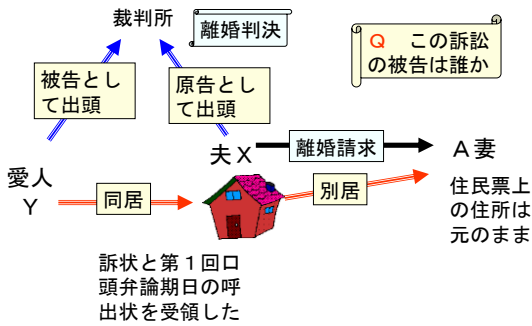 裁判所
離婚判決
Q この訴訟
の被告は誰か
被告とし
て出頭
原告とし
て出頭
夫X
離婚請求
A妻
愛人
Y
同居
別居
住民票上
の住所は
元のまま
訴状と第1回口
頭弁論期日の呼
出状を受領した